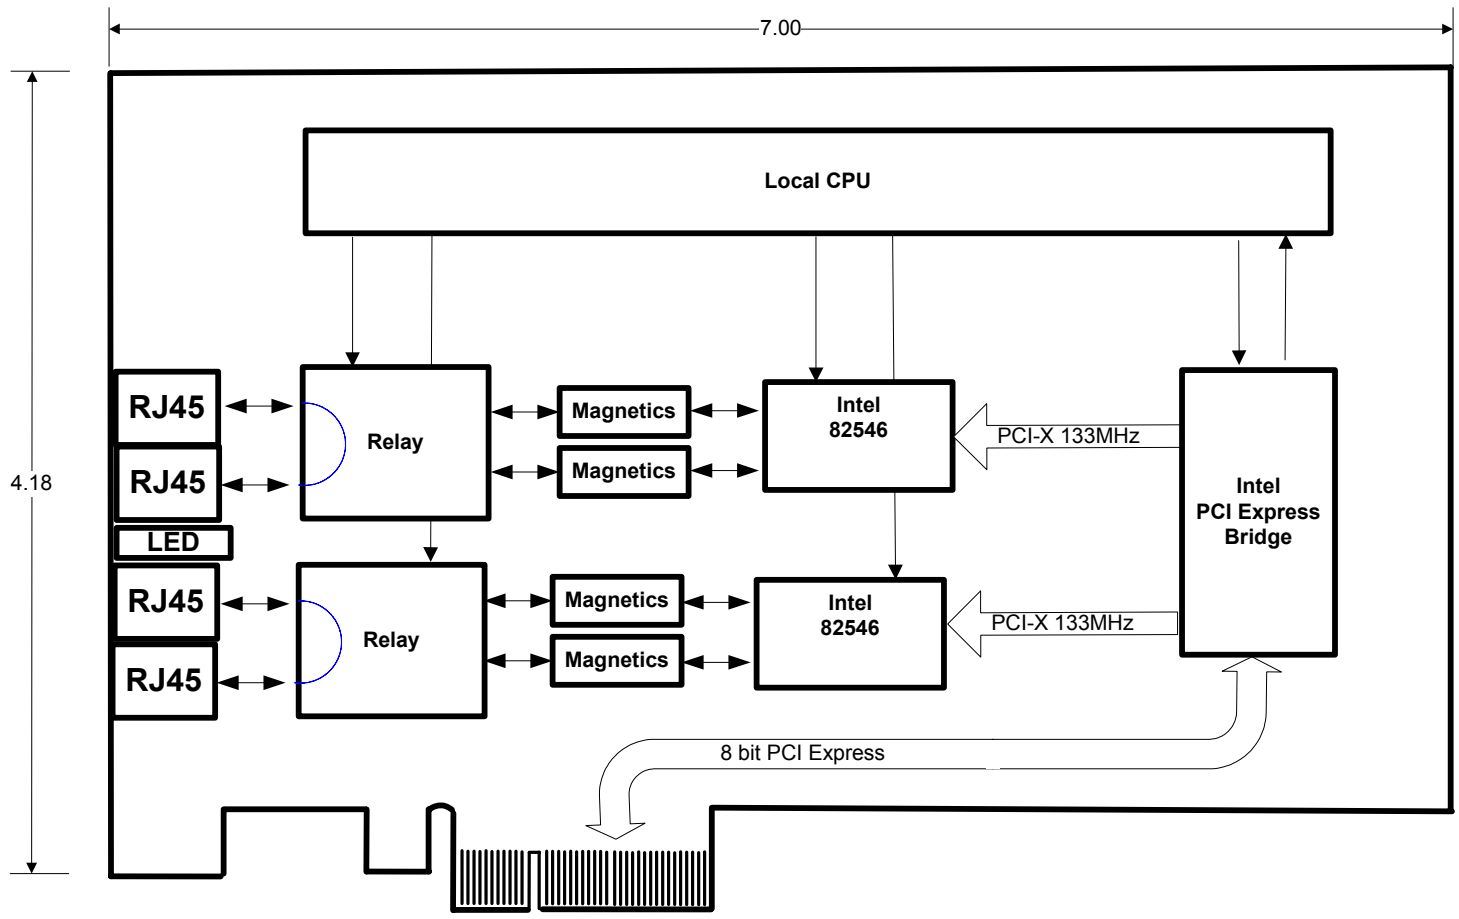 7.00
Local CPU
RJ45
Relay
Magnetics
Intel
82546
PCI-X 133MHz
Magnetics
RJ45
4.18
Intel
PCI Express
Bridge
LED
RJ45
Relay
Magnetics
Intel
82546
PCI-X 133MHz
Magnetics
RJ45
8 bit PCI Express